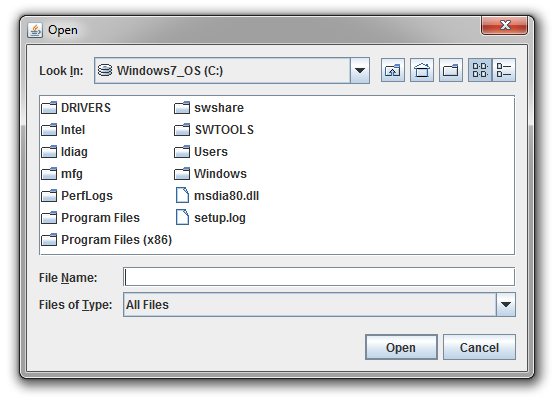 Open
Look In: Windows7_OS (C:)
DRIVERS
Intel
ldiag
mfg
PerfLogs
Program Files
Program Files (x86)
swshare
SWTOOLS
Users
Windows
msdia80.dll
setup.log
File Name:
Files of Type: All Files
Open Cancel